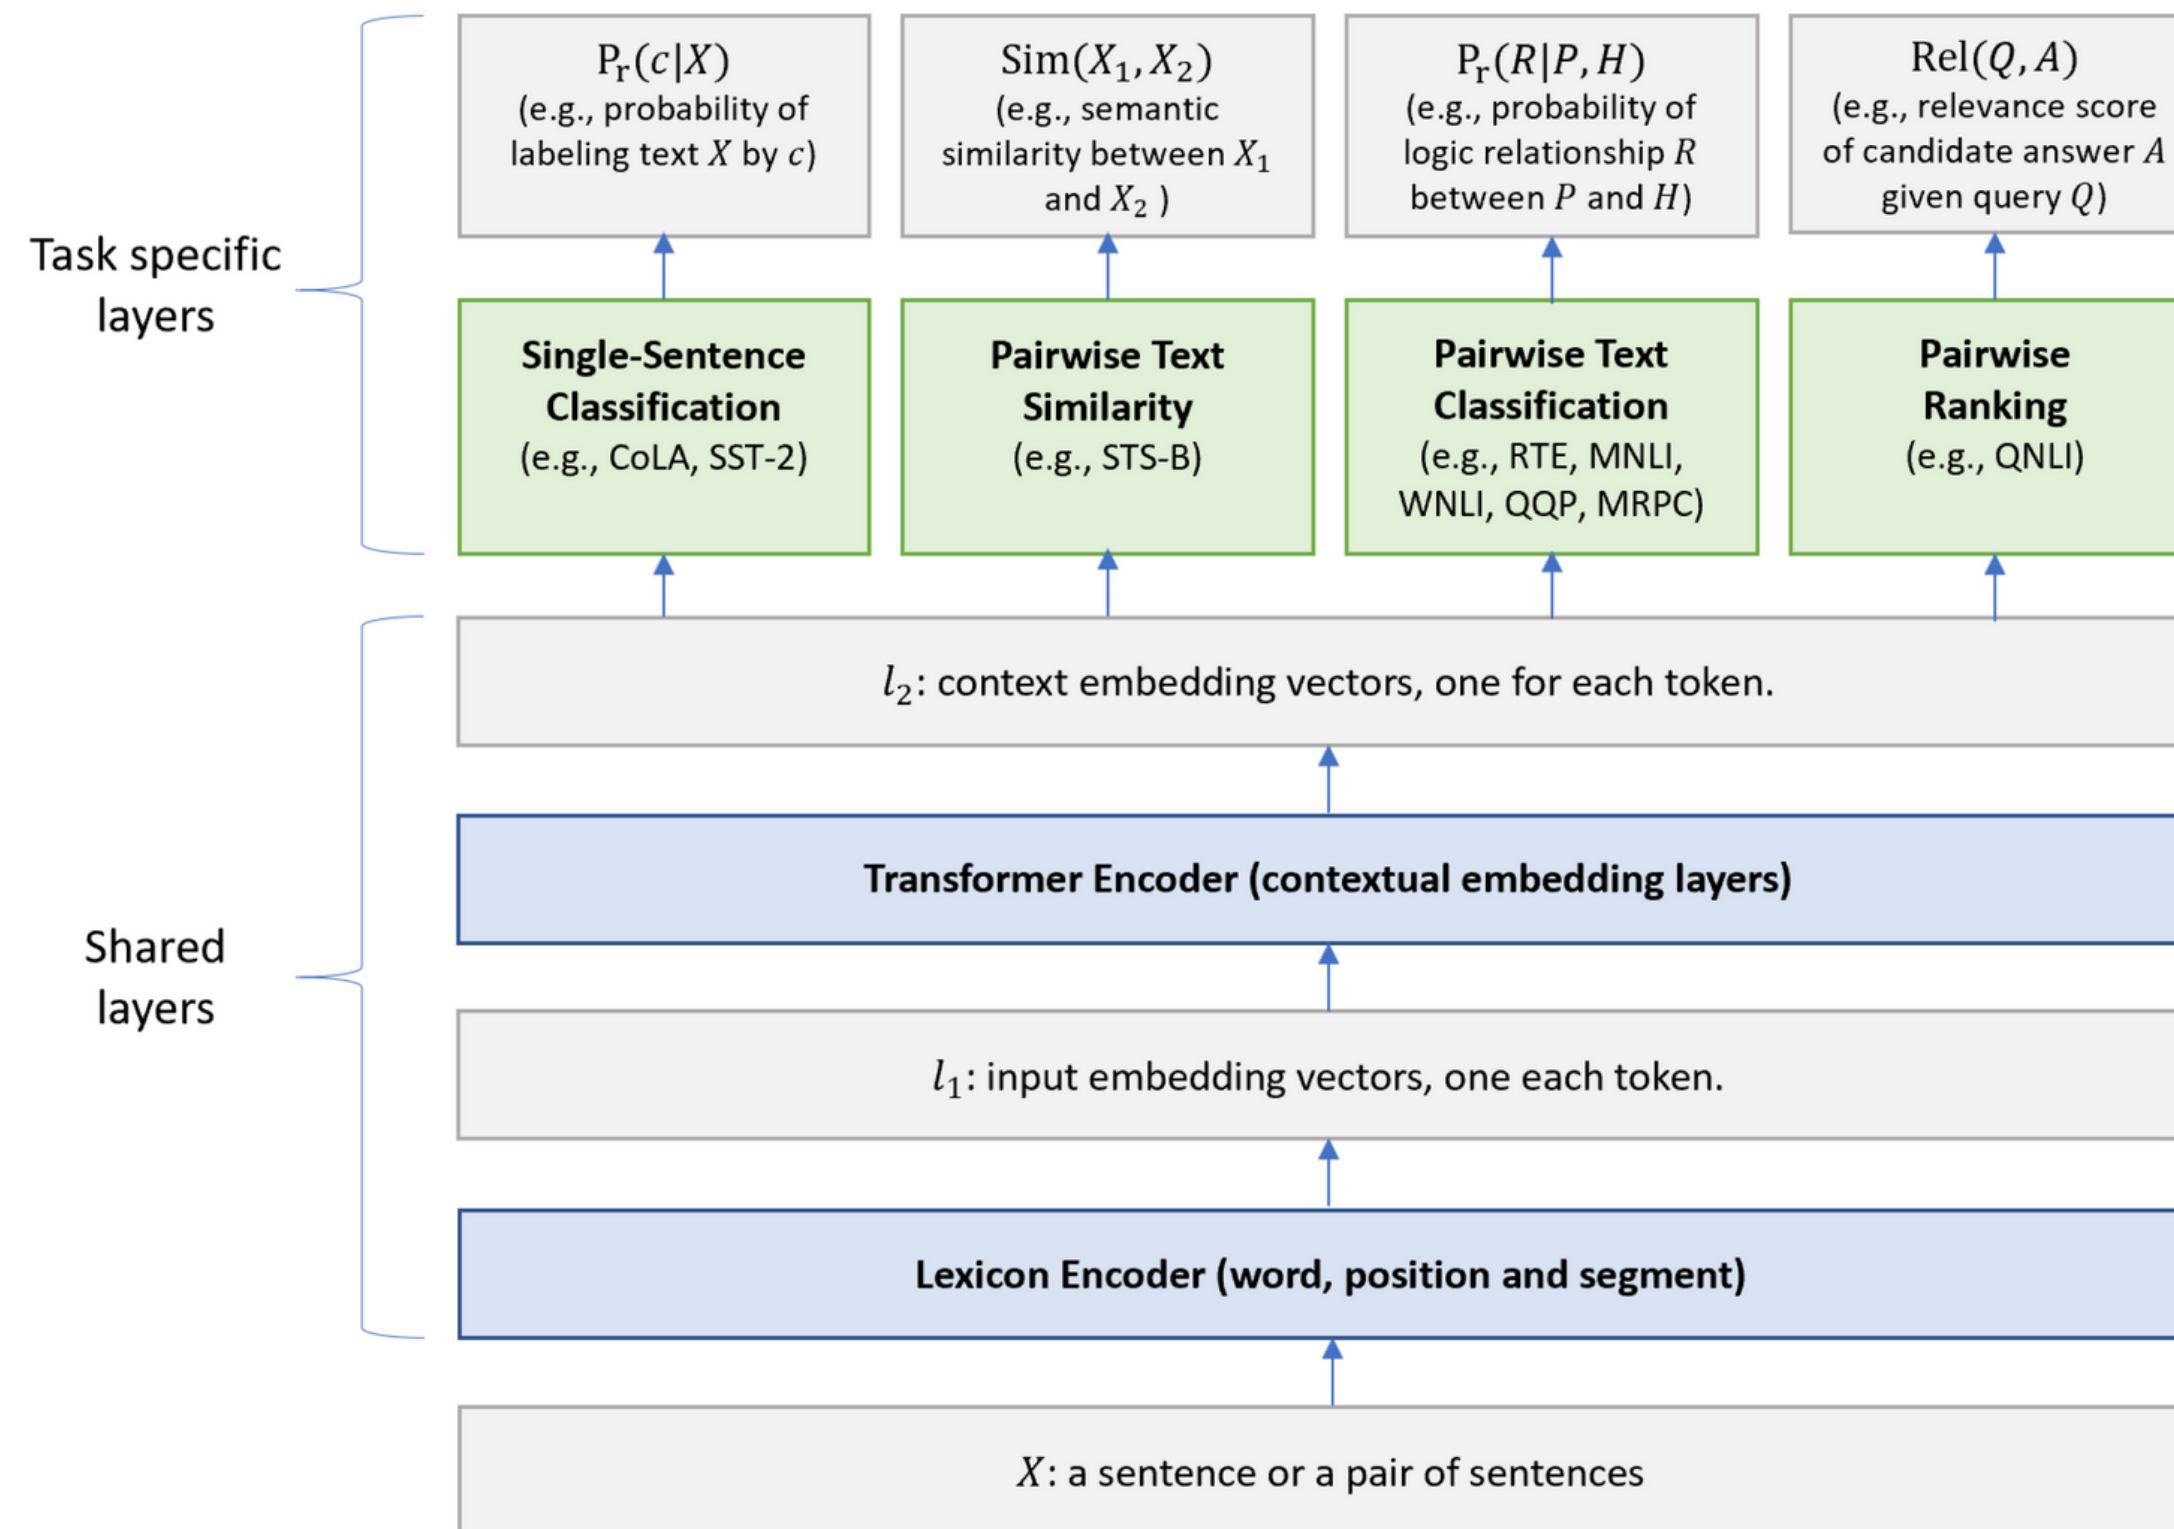 P_r(c|X)
(e.g., probability of
labeling text X by c)
Sim(X₁, X₂)
(e.g., semantic
similarity between X₁
and X₂ )
P_r(R|P, H)
(e.g., probability of
logic relationship R
between P and H)
Rel(Q, A)
(e.g., relevance score
of candidate answer A
given query Q)
Task specific
layers
Single-Sentence
Classification
(e.g., CoLA, SST-2)
Pairwise Text
Similarity
(e.g., STS-B)
Pairwise Text
Classification
(e.g., RTE, MNLI,
WNLI, QQP, MRPC)
Pairwise
Ranking
(e.g., QNLI)
l₂: context embedding vectors, one for each token.
Transformer Encoder (contextual embedding layers)
Shared
layers
l₁: input embedding vectors, one each token.
Lexicon Encoder (word, position and segment)
X: a sentence or a pair of sentences